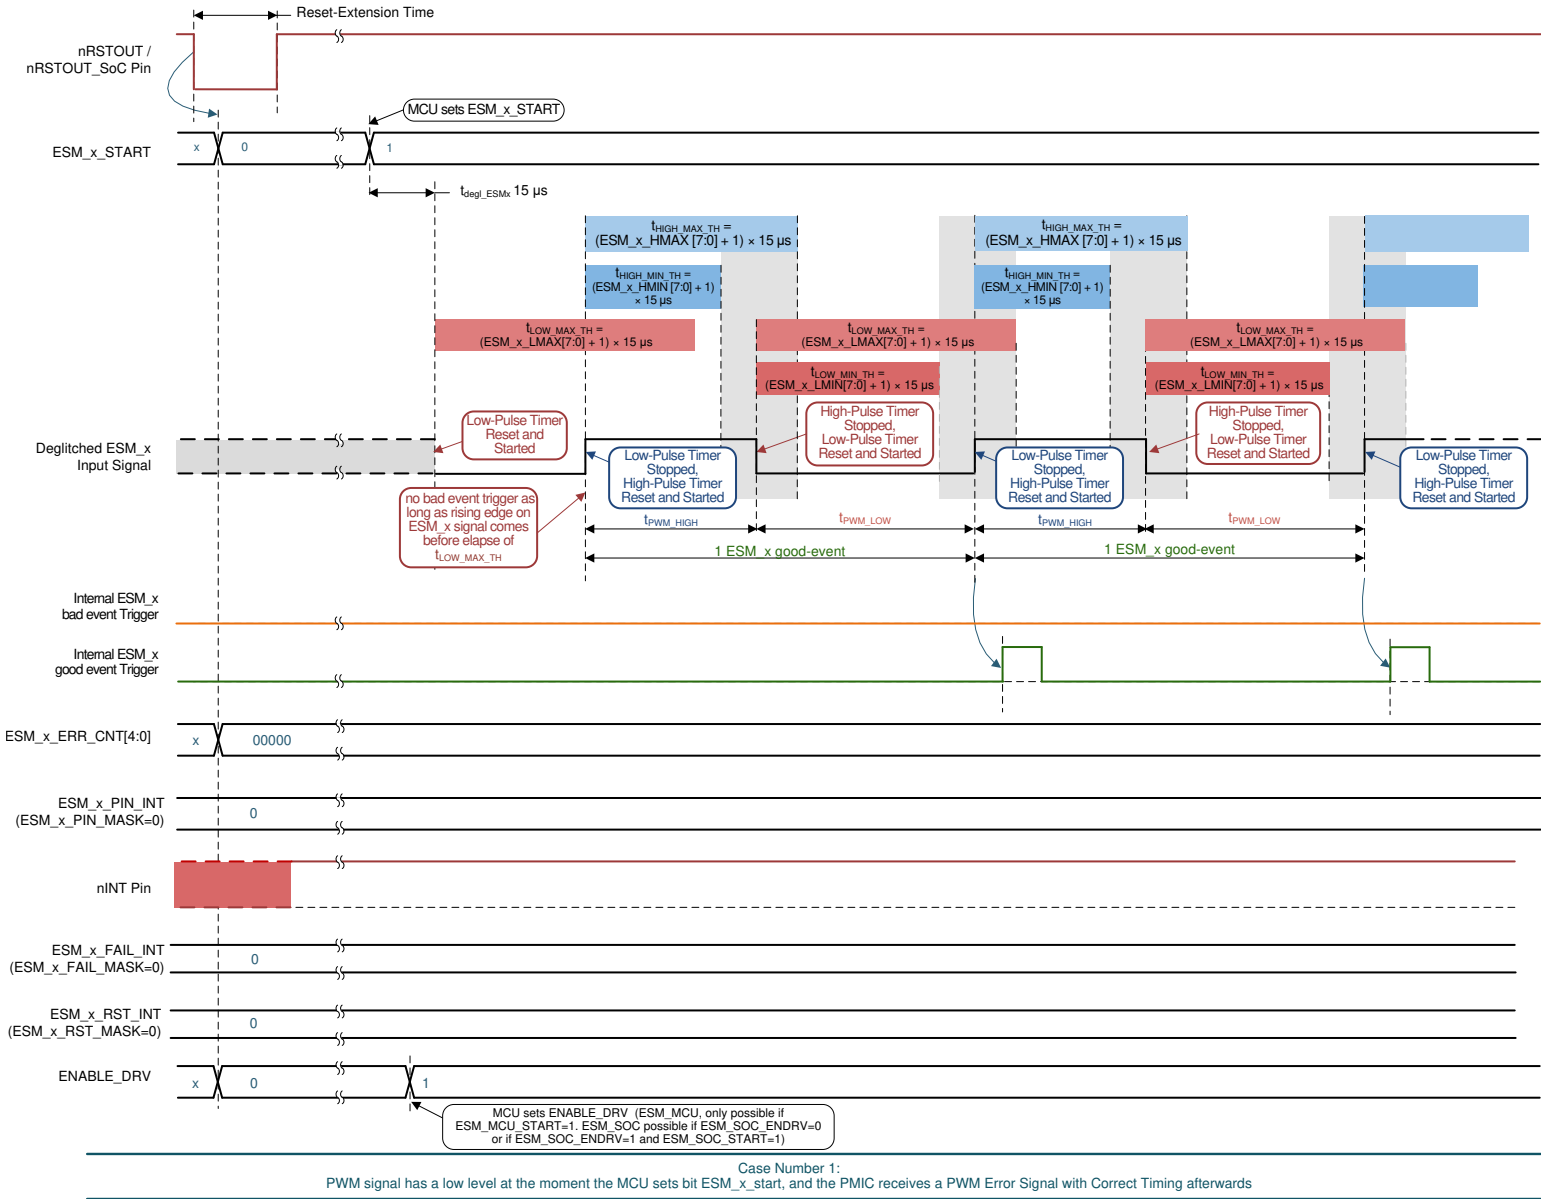 Reset-Extension Time
nRSTOUT /
nRSTOUT_SoC Pin
MCU sets ESM_x_START
ESM_x_START
x
0
1
tdegl_ESMx 15 µs
tHIGH_MAX_TH =
(ESM_x_HMAX [7:0] + 1) × 15 µs
tHIGH_MAX_TH =
(ESM_x_HMAX [7:0] + 1) × 15 µs
tHIGH_MIN_TH =
(ESM_x_HMIN [7:0] + 1)
× 15 µs
tHIGH_MIN_TH =
(ESM_x_HMIN [7:0] + 1)
× 15 µs
tLOW_MAX_TH =
(ESM_x_LMAX[7:0] + 1) × 15 µs
tLOW_MAX_TH =
(ESM_x_LMAX[7:0] + 1) × 15 µs
tLOW_MAX_TH =
(ESM_x_LMAX[7:0] + 1) × 15 µs
tLOW_MIN_TH =
(ESM_x_LMIN[7:0] + 1) × 15 µs
tLOW_MIN_TH =
(ESM_x_LMIN[7:0] + 1) × 15 µs
Low-Pulse Timer
Reset and
Started
High-Pulse Timer
Stopped,
Low-Pulse Timer
Reset and Started
High-Pulse Timer
Stopped,
Low-Pulse Timer
Reset and Started
Deglitched ESM_x
Input Signal
Low-Pulse Timer
Stopped,
High-Pulse Timer
Reset and Started
Low-Pulse Timer
Stopped,
High-Pulse Timer
Reset and Started
Low-Pulse Timer
Stopped,
High-Pulse Timer
Reset and Started
no bad event trigger as
long as rising edge on
ESM_x signal comes
before elapse of
tLOW_MAX_TH
tPWM_HIGH
tPWM_LOW
tPWM_HIGH
tPWM_LOW
1 ESM_x good-event
1 ESM_x good-event
Internal ESM_x
bad event Trigger
Internal ESM_x
good event Trigger
ESM_x_ERR_CNT[4:0]
x
00000
ESM_x_PIN_INT
(ESM_x_PIN_MASK=0)
0
nINT Pin
ESM_x_FAIL_INT
(ESM_x_FAIL_MASK=0)
0
ESM_x_RST_INT
(ESM_x_RST_MASK=0)
0
ENABLE_DRV
x
0
1
MCU sets ENABLE_DRV (ESM_MCU, only possible if
ESM_MCU_START=1. ESM_SOC possible if ESM_SOC_ENDRV=0
or if ESM_SOC_ENDRV=1 and ESM_SOC_START=1)
Case Number 1:
PWM signal has a low level at the moment the MCU sets bit ESM_x_start, and the PMIC receives a PWM Error Signal with Correct Timing afterwards